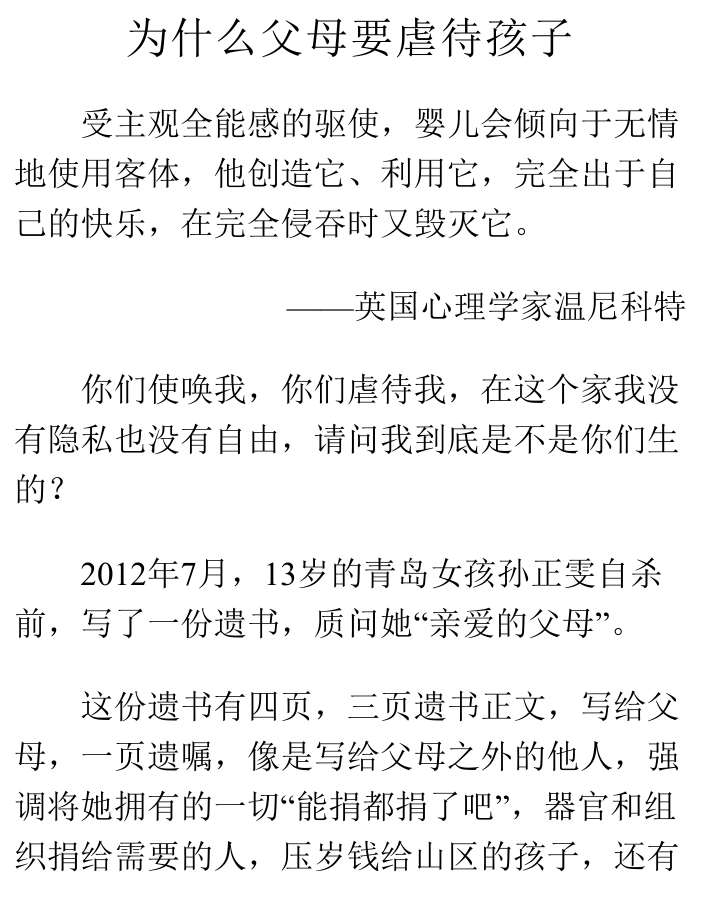 为什么父母要虐待孩子
受主观全能感的驱使，婴儿会倾向于无情
地使用客体，他创造它、利用它，完全出于自
己的快乐，在完全侵吞时又毁灭它。
——英国心理学家温尼科特
你们使唤我，你们虐待我，在这个家我没
有隐私也没有自由，请问我到底是不是你们生
的？
2012年7月，13岁的青岛女孩孙正雯自杀
前，写了一份遗书，质问她“亲爱的父母”。
这份遗书有四页，三页遗书正文，写给父
母，一页遗嘱，像是写给父母之外的他人，强
调将她拥有的一切“能捐都捐了吧”，器官和组
织捐给需要的人，压岁钱给山区的孩子，还有